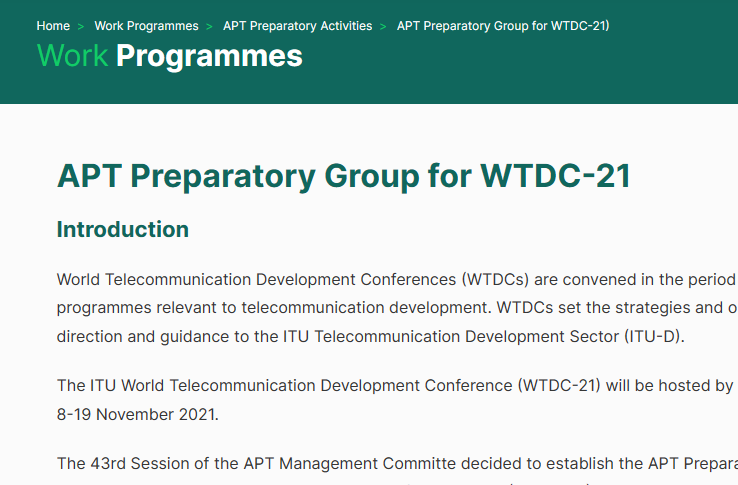 Home > Work Programmes > APT Preparatory Activities > APT Preparatory Group for WTDC-21)
Work Programmes
APT Preparatory Group for WTDC-21
Introduction
World Telecommunication Development Conferences (WTDCs) are convened in the period
programmes relevant to telecommunication development. WTDCs set the strategies and o
direction and guidance to the ITU Telecommunication Development Sector (ITU-D).
The ITU World Telecommunication Development Conference (WTDC-21) will be hosted by
8-19 November 2021.
The 43rd Session of the APT Management Committe decided to establish the APT Prepara